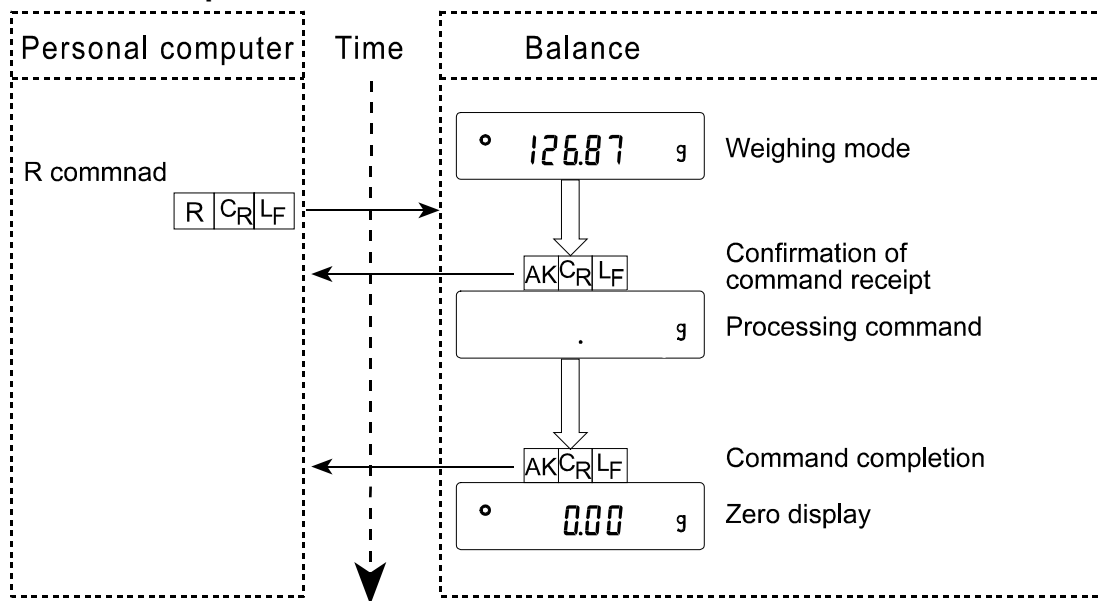 Personal computer Time Balance
126.87 g Weighing mode
R commnad
R CR LF
AK CR LF Confirmation of
command receipt
. g Processing command
AK CR LF Command completion
0.00 g Zero display